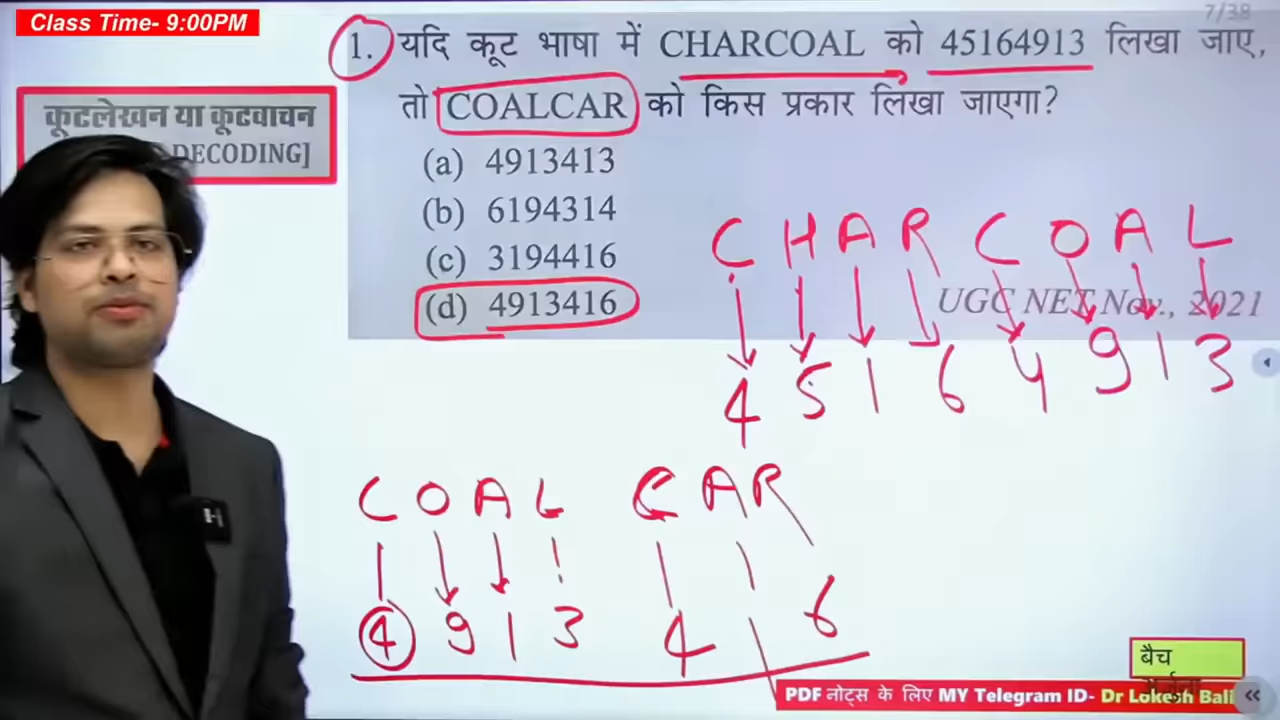 Class Time- 9:00PM
7/38
1. यदि कूट भाषा में CHARCOAL को 45164913 लिखा जाए,
तो COALCAR को किस प्रकार लिखा जाएगा?
कूटलेखन या कूटवाचन
DECODING]
(a) 4913413
(b) 6194314
(c) 3194416
(d) 4913416
UGC NET Nov., 2021
C H A R C O A L
4 5 1 6 4 9 1 3
C O A L C A R
4 9 1 3 4 1 6
बैच
PDF नोट्स के लिए MY Telegram ID- Dr Lokesh Bali